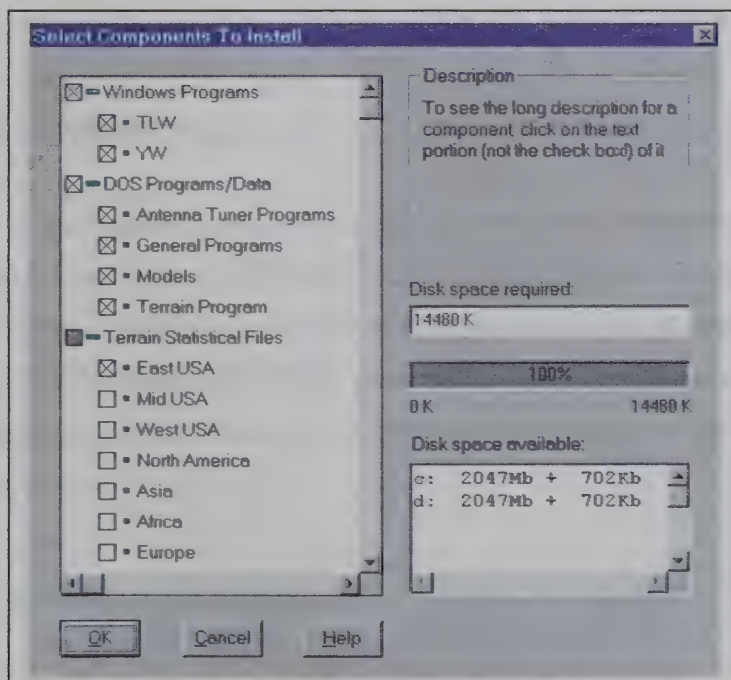 Select Components To Install
Windows Programs
TLW
YW
DOS Programs/Data
Antenna Tuner Programs
General Programs
Models
Terrain Program
Terrain Statistical Files
East USA
Mid USA
West USA
North America
Asia
Africa
Europe
Description
To see the long description for a
component, click on the text
portion (not the check box) of it
Disk space required:
14480 K
100%
0 K 14480 K
Disk space available:
c: 2047Mb + 702Kb
d: 2047Mb + 702Kb
OK Cancel Help